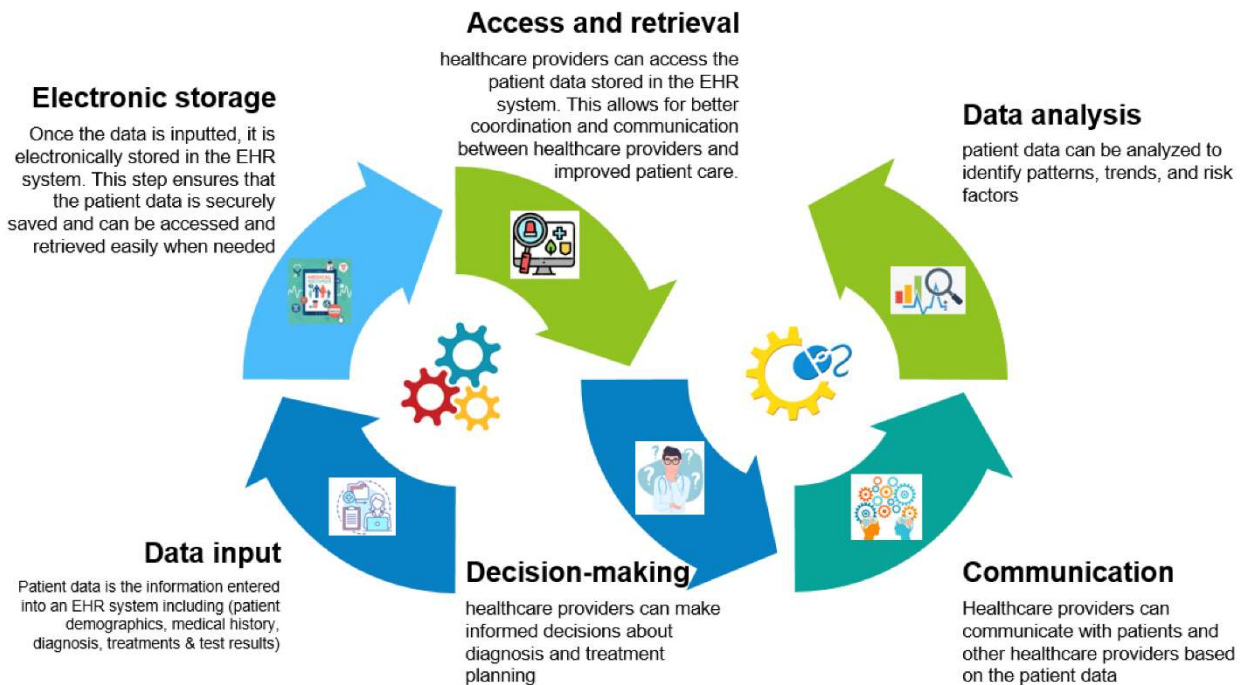 Access and retrieval
healthcare providers can access the
patient data stored in the EHR
system. This allows for better
coordination and communication
between healthcare providers and
improved patient care.
Electronic storage
Once the data is inputted, it is
electronically stored in the EHR
system. This step ensures that
the patient data is securely
saved and can be accessed and
retrieved easily when needed
Data analysis
patient data can be analyzed to
identify patterns, trends, and risk
factors
MEDICAL
Data input
Patient data is the information entered
into an EHR system including (patient
demographics, medical history,
diagnosis, treatments & test results)
Decision-making
healthcare providers can make
informed decisions about
diagnosis and treatment
planning
Communication
Healthcare providers can
communicate with patients and
other healthcare providers based
on the patient data